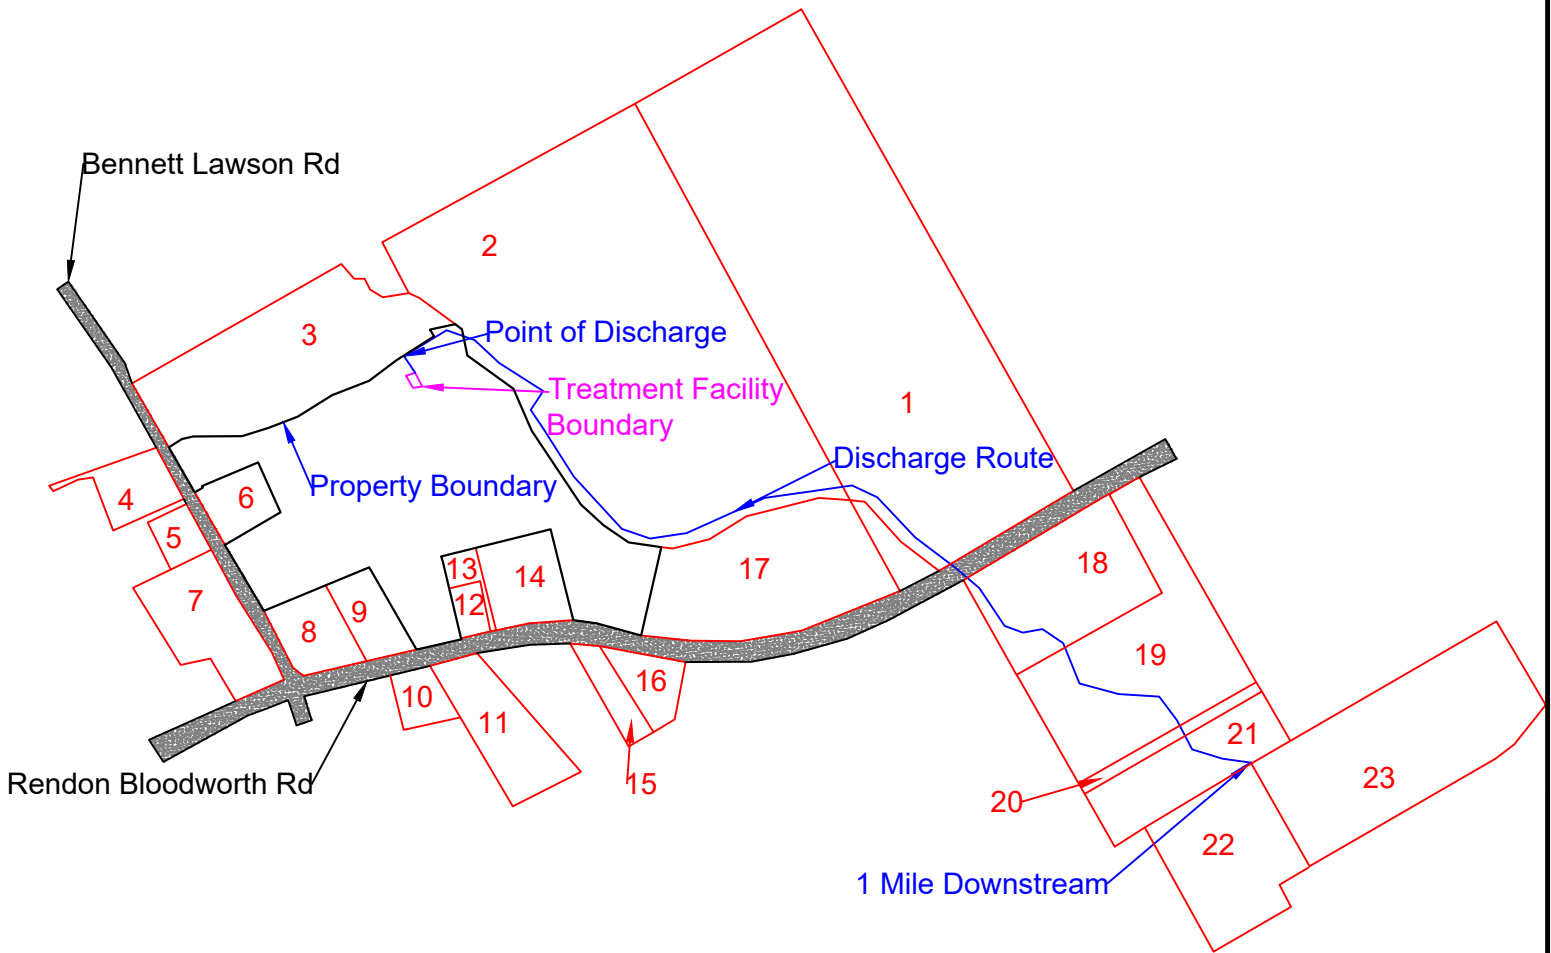 Bennett Lawson Rd
2
3
Point of Discharge
Treatment Facility
Boundary
1
Discharge Route
Property Boundary
4
6
5
7
8
9
13
12
14
17
18
10
11
16
15
19
20
21
22
23
Rendon Bloodworth Rd
1 Mile Downstream